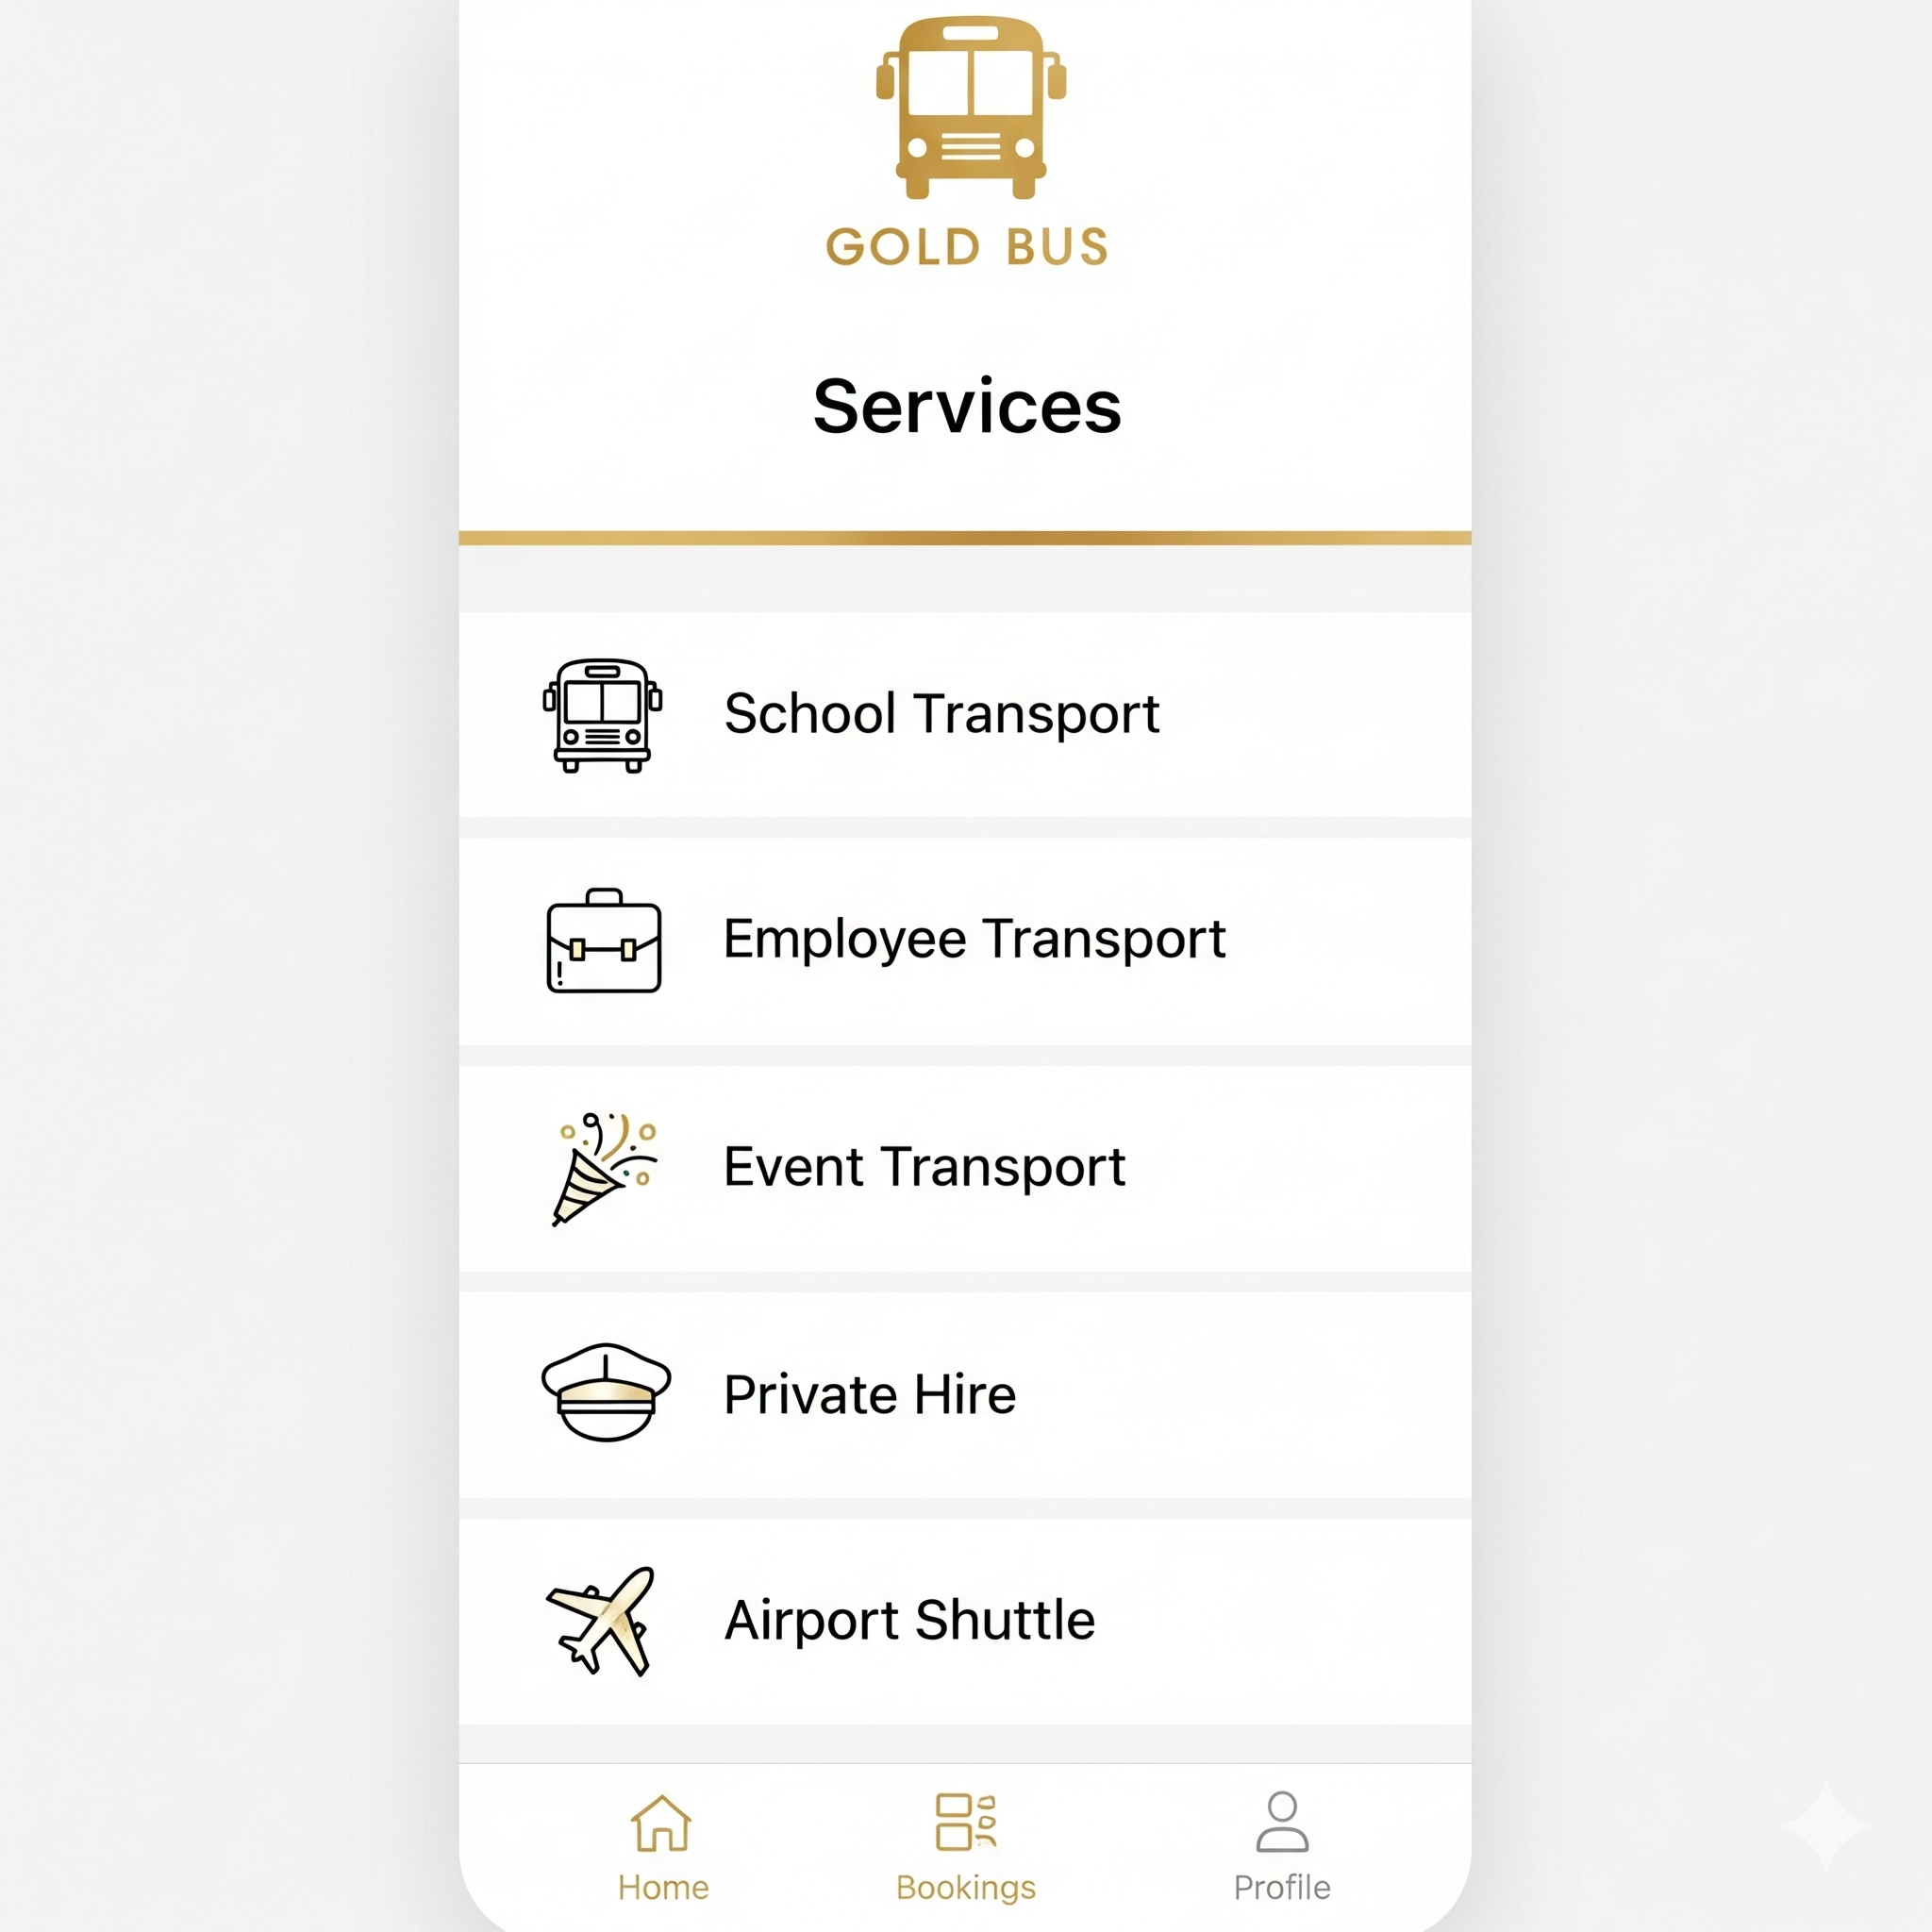 GOLD BUS
Services
School Transport
Employee Transport
Event Transport
Private Hire
Airport Shuttle
Home
Bookings
Profile